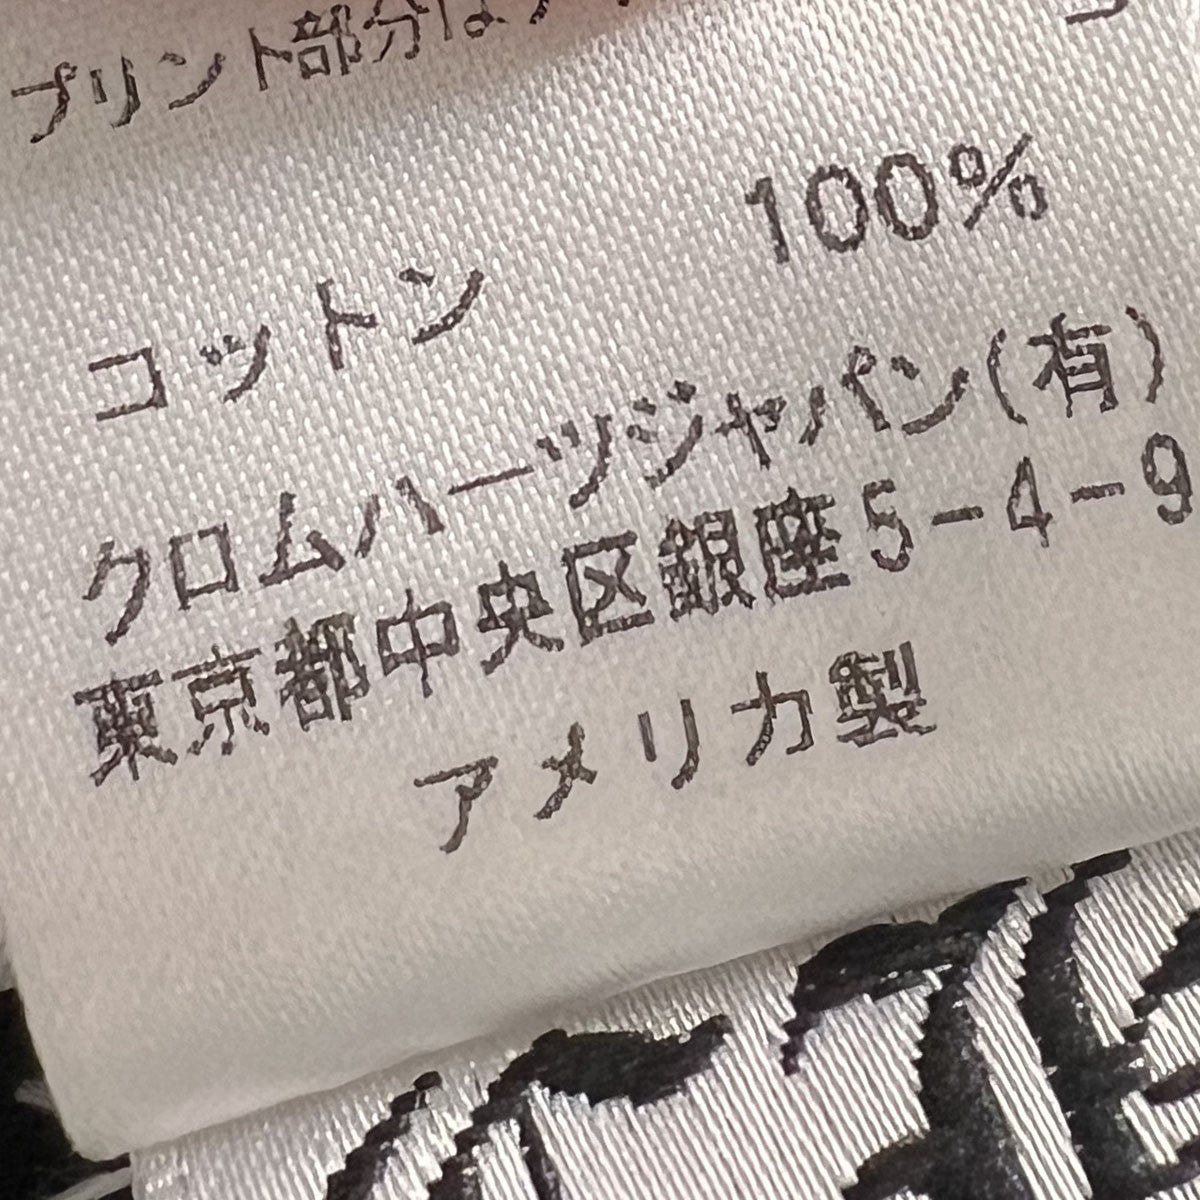 プリント部分は
コットン 100%
クロムハーツジャパン(有)
東京都中央区銀座5-4-9
アメリカ製